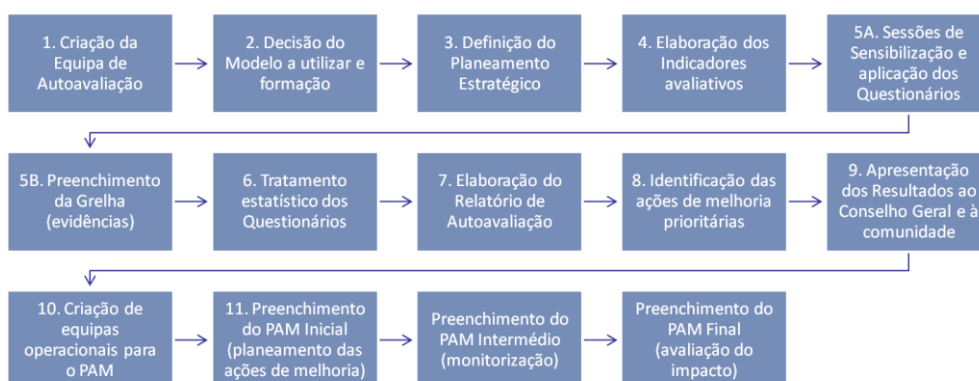 1. Criação da
Equipa de
Autoavaliação
2. Decisão do
Modelo a utilizar e
formação
3. Definição do
Planeamento
Estratégico
4. Elaboração dos
Indicadores
avaliativos
5A. Sessões de
Sensibilização e
aplicação dos
Questionários
5B. Preenchimento
da Grelha
(evidências)
6. Tratamento
estatístico dos
Questionários
7. Elaboração do
Relatório de
Autoavaliação
8. Identificação das
ações de melhoria
prioritárias
9. Apresentação
dos Resultados ao
Conselho Geral e à
comunidade
10. Criação de
equipas
operacionais para
o PAM
11. Preenchimento
do PAM Inicial
(planeamento das
ações de melhoria)
Preenchimento do
PAM Intermédio
(monitorização)
Preenchimento do
PAM Final
(avaliação do
impacto)